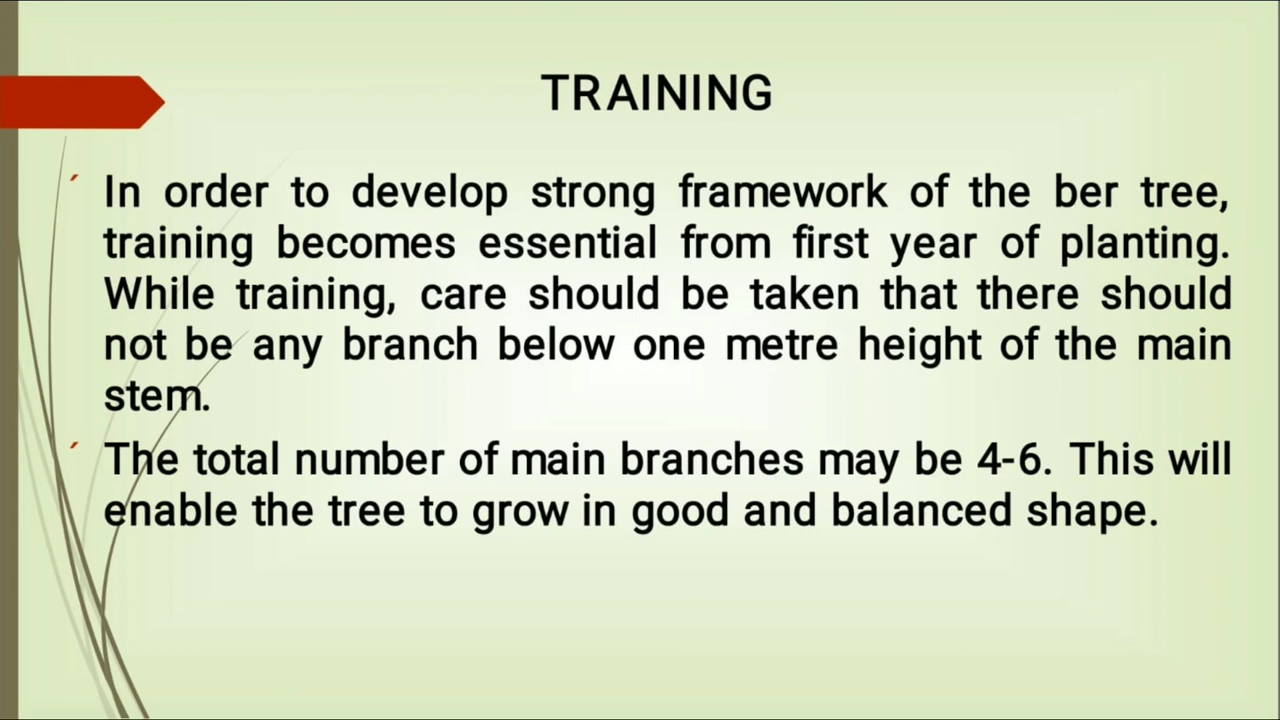 TRAINING
In order to develop strong framework of the ber tree,
training becomes essential from first year of planting.
While training, care should be taken that there should
not be any branch below one metre height of the main
stem.
The total number of main branches may be 4-6. This will
enable the tree to grow in good and balanced shape.